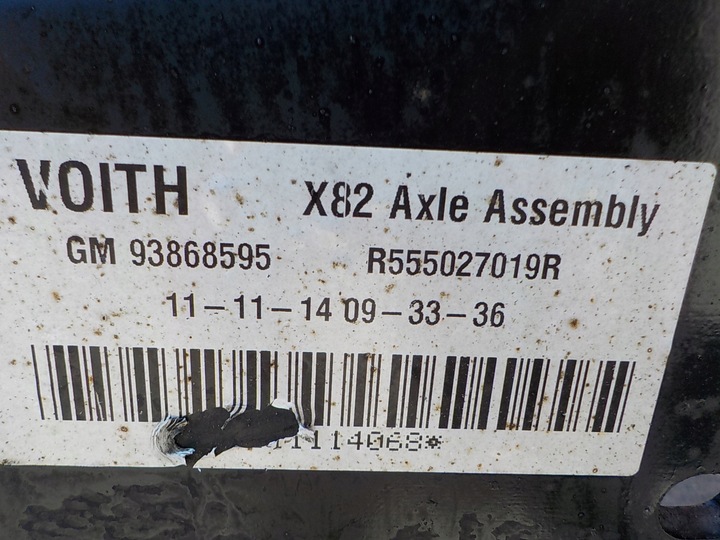 VOITH X82 Axle Assembly
GM 93868595 R555027019R
11-11-14 09-33-36
1114068*